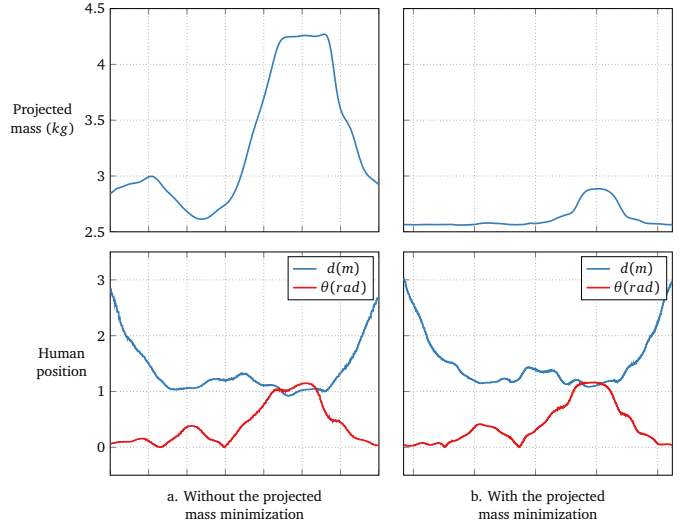 4.5
4
3.5
3
2.5
Projected
mass (kg)
d(m)
θ(rad)
d(m)
θ(rad)
3
2
1
0
Human
position
a. Without the projected
mass minimization
b. With the projected
mass minimization